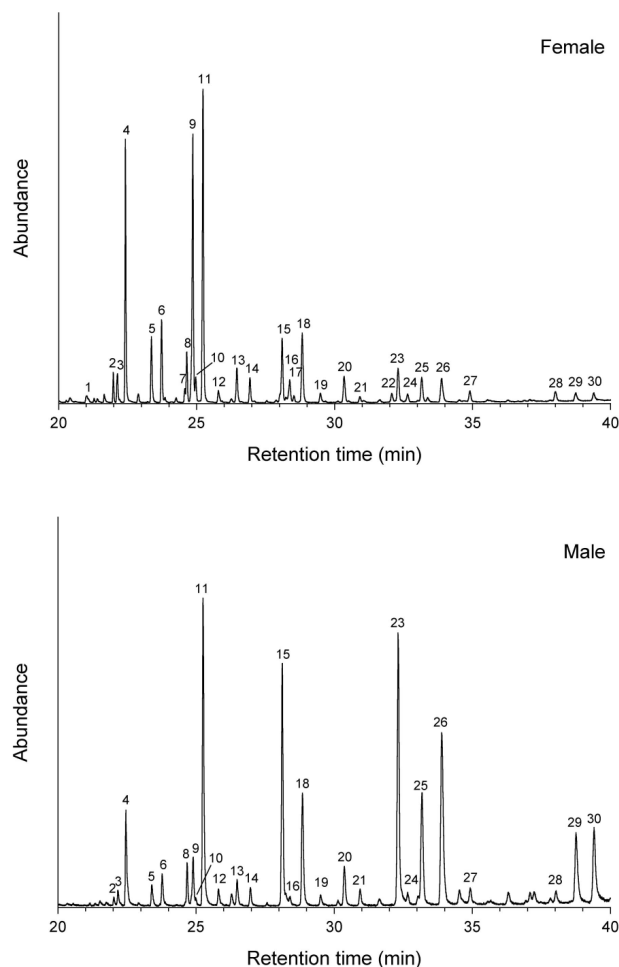 Female
Abundance
1 2 3 4 5 6 7 8 9 10 11 12 13 14 15 16 17 18 19 20 21 22 23 24 25 26 27 28 29 30
20 25 30 35 40
Retention time (min)
Male
Abundance
2 3 4 5 6 8 9 10 11 12 13 14 15 16 18 19 20 21 23 24 25 26 27 28 29 30
20 25 30 35 40
Retention time (min)